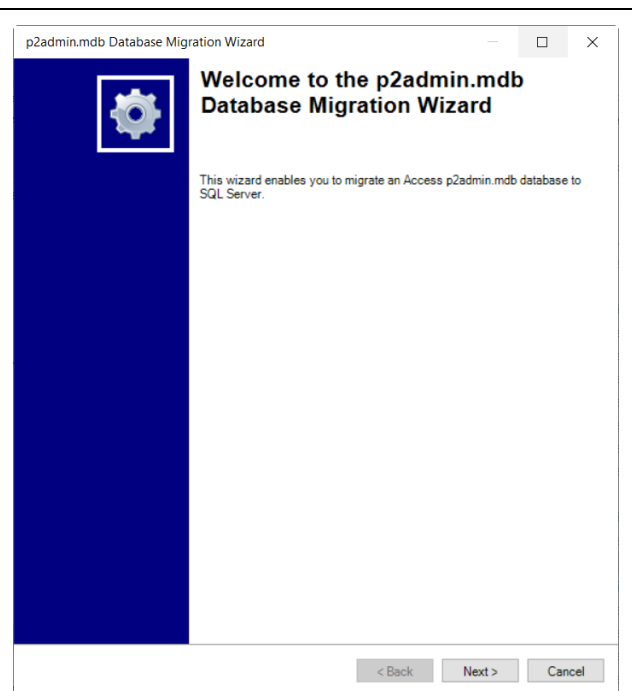 p2admin.mdb Database Migration Wizard
Welcome to the p2admin.mdb
Database Migration Wizard
This wizard enables you to migrate an Access p2admin.mdb database to
SQL Server.
< Back
Next >
Cancel